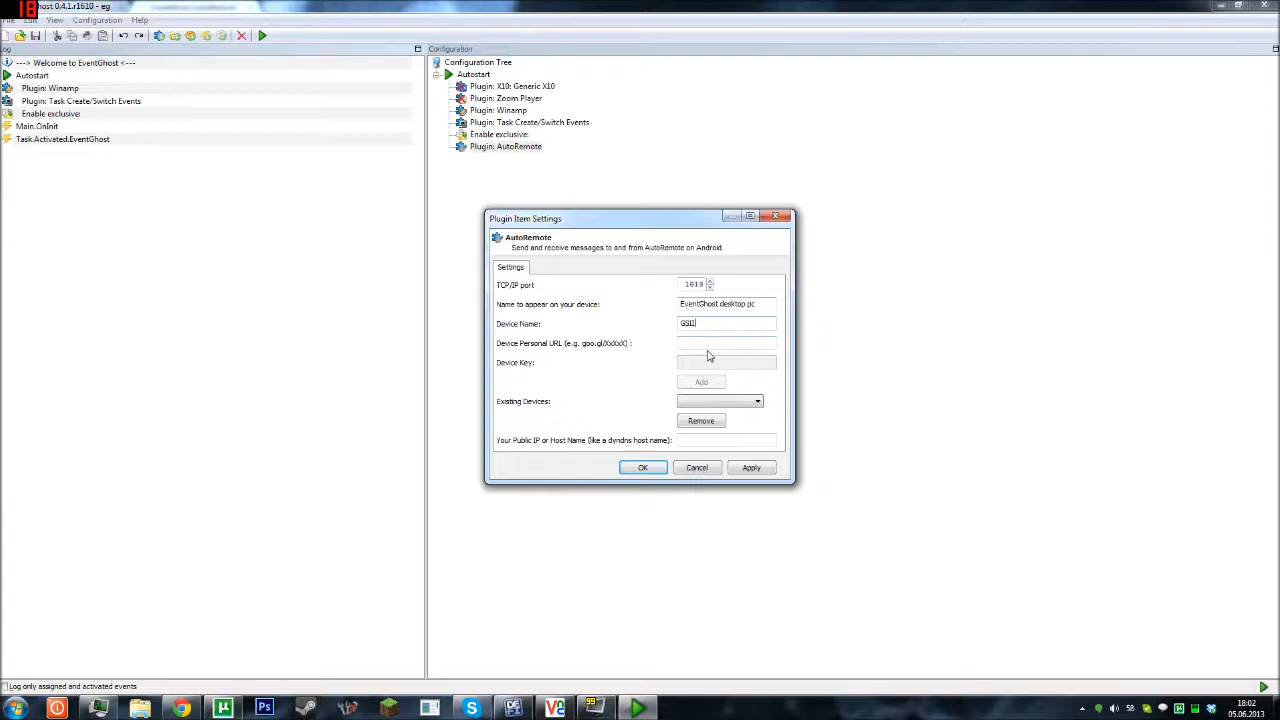 18
host 0.4.1.r1610 - eg
File Edit View Configuration Help
Log
---> Welcome to EventGhost <---
Autostart
Plugin: Winamp
Plugin: Task Create/Switch Events
Enable exclusive:
Main.OnInit
Task.Activated.EventGhost
Configuration
Configuration Tree
Autostart
Plugin: X10: Generic X10
Plugin: Zoom Player
Plugin: Winamp
Plugin: Task Create/Switch Events
Enable exclusive:
Plugin: AutoRemote
Plugin Item Settings
AutoRemote
Send and receive messages to and from AutoRemote on Android.
Settings
TCP/IP port 1818
Name to appear on your device: EventGhost desktop pc
Device Name: GSII
Device Personal URL (e.g. goo.gl/XxXxX) :
Device Key:
Add
Existing Devices:
Remove
Your Public IP or Host Name (like a dyndns host name):
OK Cancel Apply
Log only assigned and activated events
Ps
99
58
18:02
05.06.2013